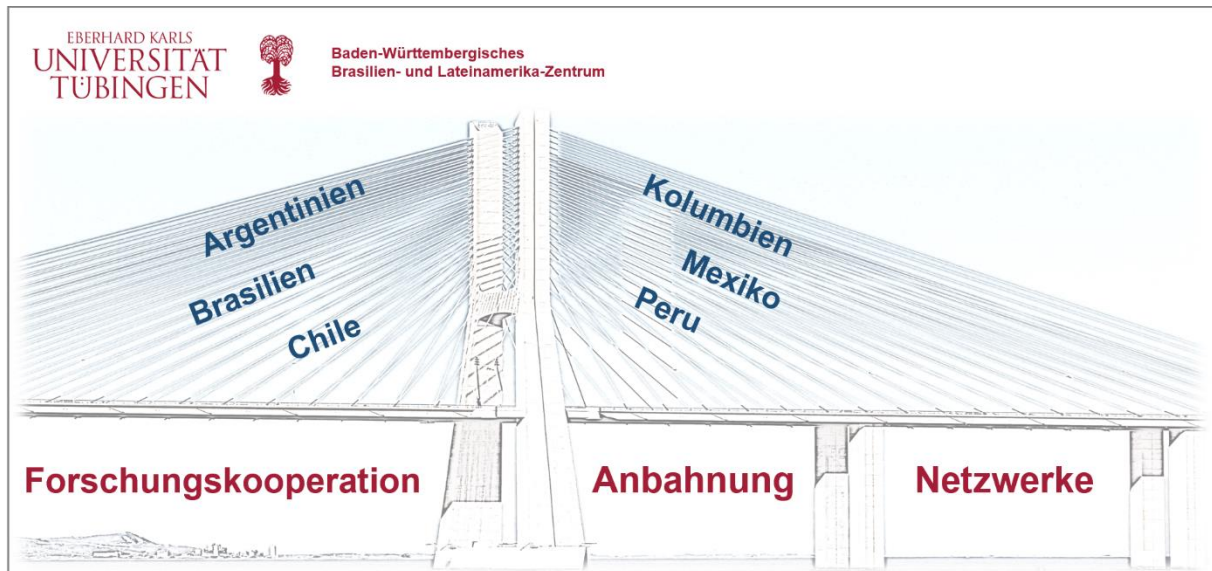 EBERHARD KARLS
UNIVERSITÄT
TÜBINGEN
Baden-Württembergisches
Brasilien- und Lateinamerika-Zentrum
Argentinien
Brasilien
Chile
Kolumbien
Mexiko
Peru
Forschungskooperation
Anbahnung
Netzwerke